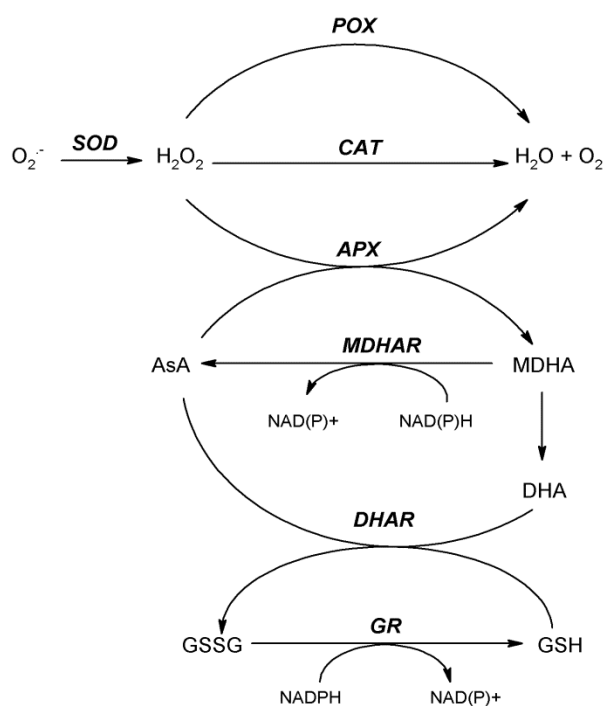 POX
O₂·⁻ SOD H₂O₂ CAT H₂O + O₂
APX
AsA MDHAR MDHA
NAD(P)+ NAD(P)H
DHA
DHAR
GSSG GR GSH
NADPH NAD(P)+